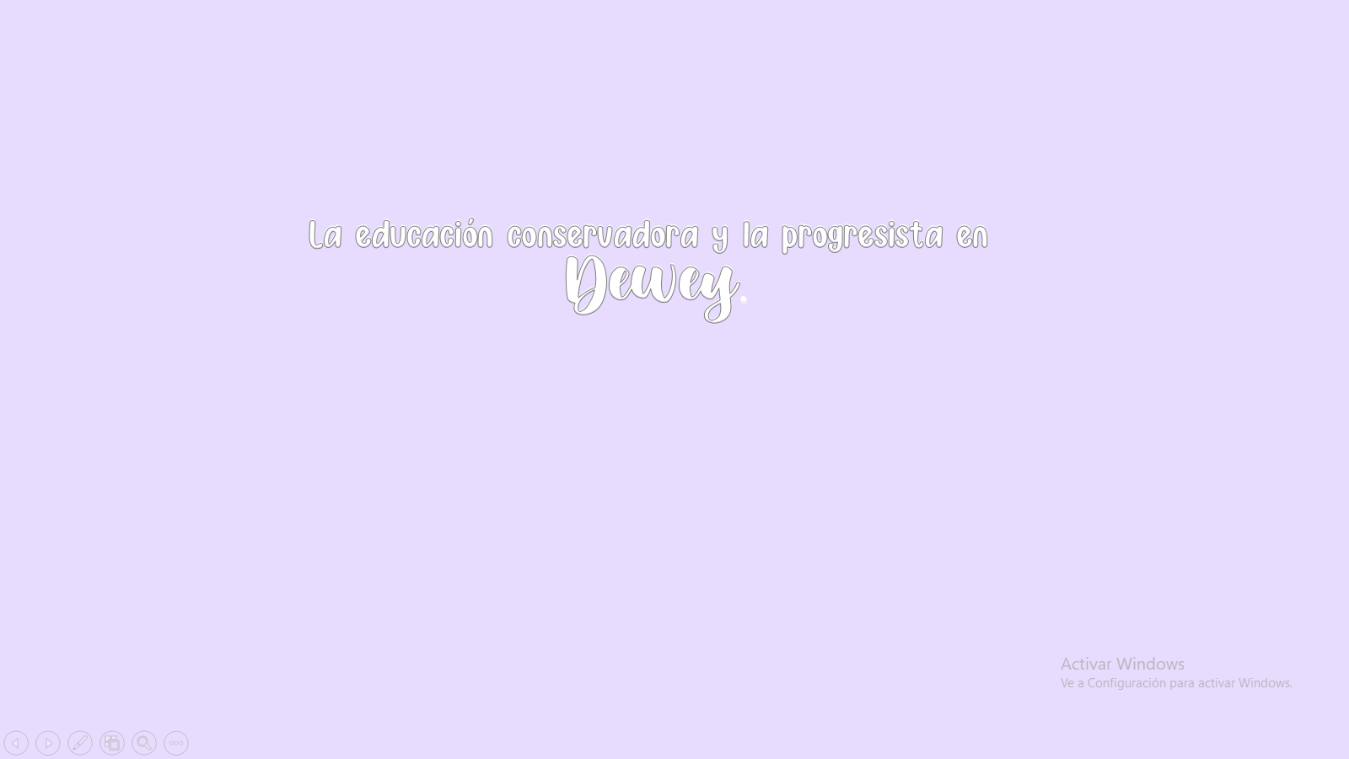 La educación conservadora y la progresista en
Dewey.
Activar Windows
Ve a Configuración para activar Windows.